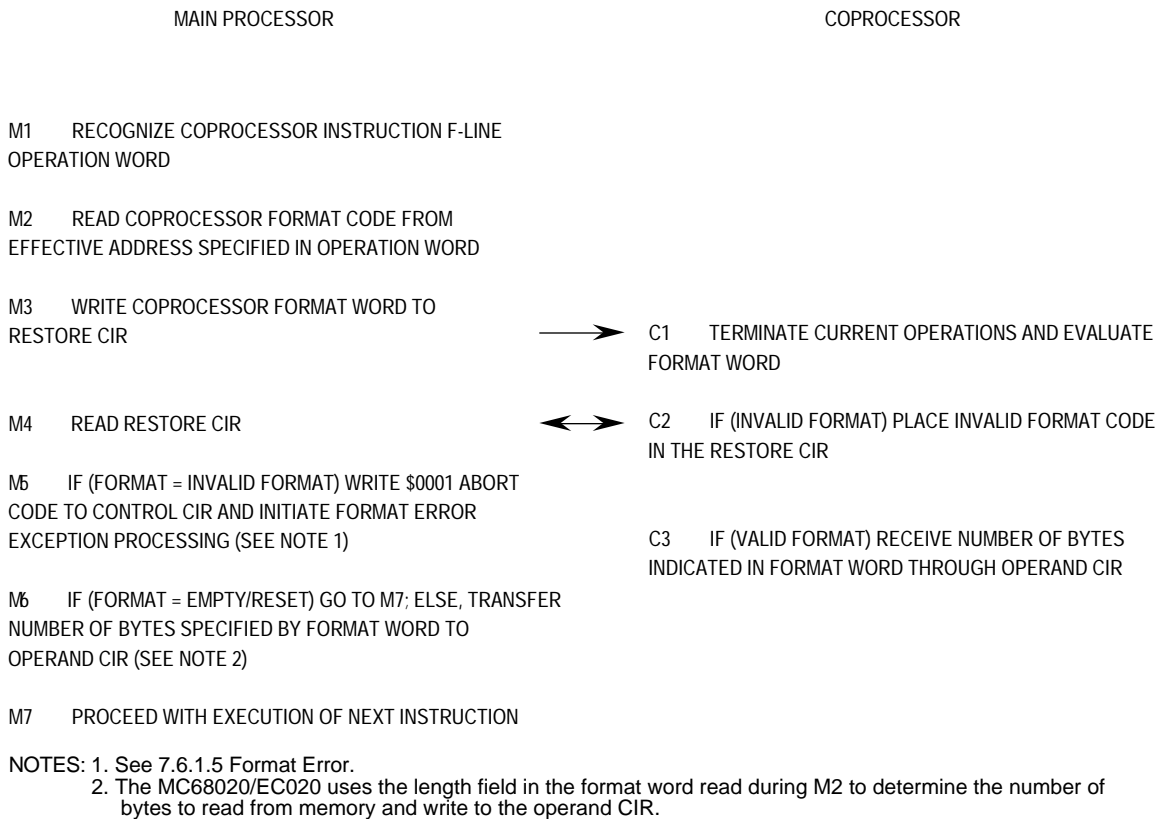 MAIN PROCESSOR
COPROCESSOR
M1 RECOGNIZE COPROCESSOR INSTRUCTION F-LINE
OPERATION WORD
M2 READ COPROCESSOR FORMAT CODE FROM
EFFECTIVE ADDRESS SPECIFIED IN OPERATION WORD
M3 WRITE COPROCESSOR FORMAT WORD TO
RESTORE CIR
C1 TERMINATE CURRENT OPERATIONS AND EVALUATE
FORMAT WORD
M4 READ RESTORE CIR
C2 IF (INVALID FORMAT) PLACE INVALID FORMAT CODE
IN THE RESTORE CIR
M5 IF (FORMAT = INVALID FORMAT) WRITE $0001 ABORT
CODE TO CONTROL CIR AND INITIATE FORMAT ERROR
EXCEPTION PROCESSING (SEE NOTE 1)
C3 IF (VALID FORMAT) RECEIVE NUMBER OF BYTES
INDICATED IN FORMAT WORD THROUGH OPERAND CIR
M6 IF (FORMAT = EMPTY/RESET) GO TO M7; ELSE, TRANSFER
NUMBER OF BYTES SPECIFIED BY FORMAT WORD TO
OPERAND CIR (SEE NOTE 2)
M7 PROCEED WITH EXECUTION OF NEXT INSTRUCTION
NOTES: 1. See 7.6.1.5 Format Error.
2. The MC68020/EC020 uses the length field in the format word read during M2 to determine the number of
bytes to read from memory and write to the operand CIR.